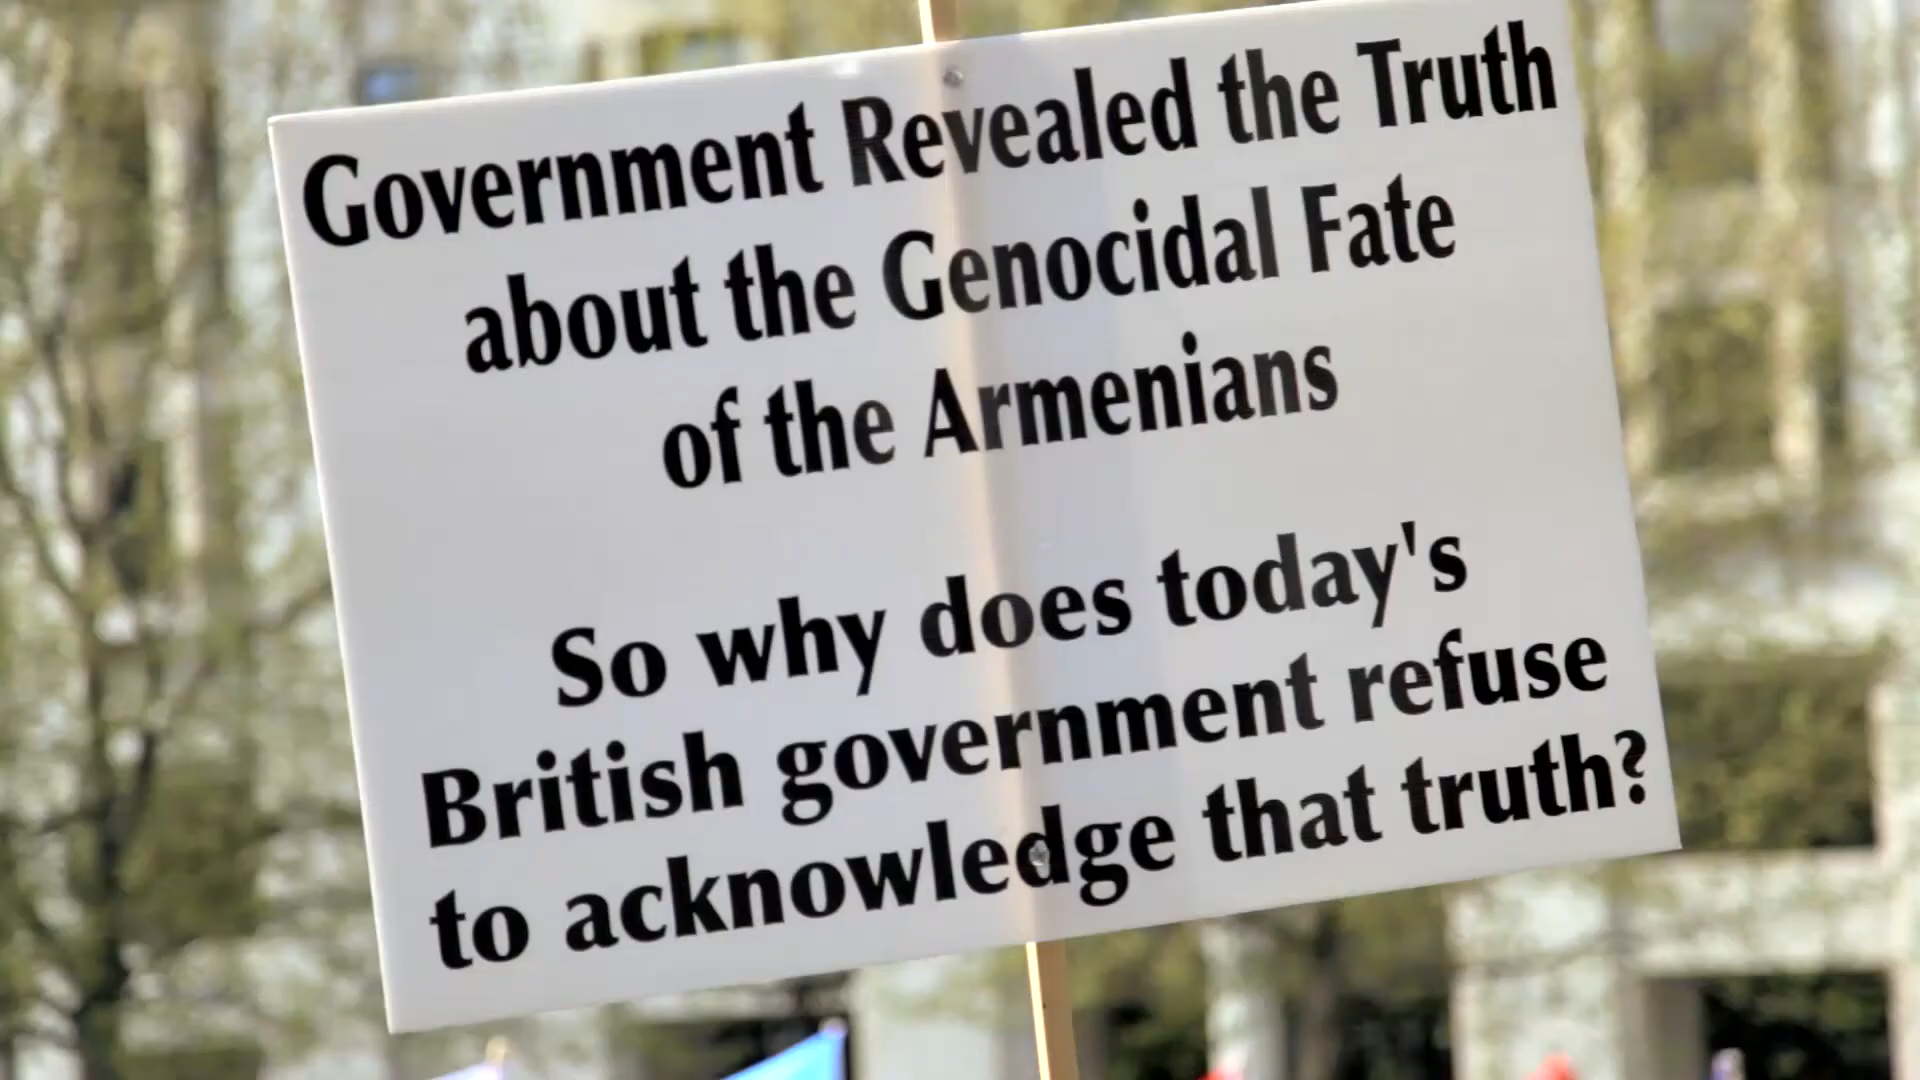 Government Revealed the Truth
about the Genocidal Fate
of the Armenians
So why does today's
British government refuse
to acknowledge that truth?